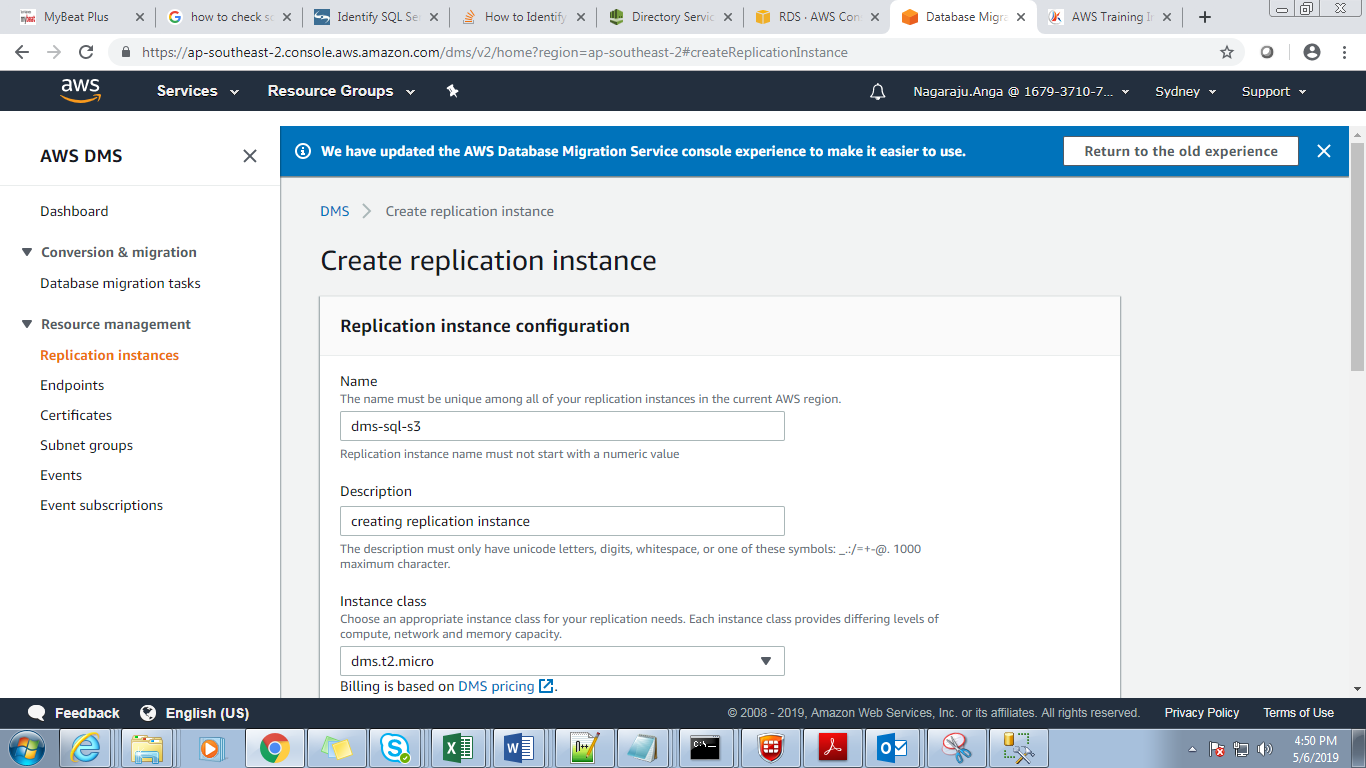 MyBeat Plus
how to check sc
Identify SQL Ser
How to Identify
Directory Servic
RDS · AWS Con
Database Migra
AWS Training In
https://ap-southeast-2.console.aws.amazon.com/dms/v2/home?region=ap-southeast-2#createReplicationInstance
aws
Services
Resource Groups
Nagaraju.Anga @ 1679-3710-7...
Sydney
Support
AWS DMS
Dashboard
Conversion & migration
Database migration tasks
Resource management
Replication instances
Endpoints
Certificates
Subnet groups
Events
Event subscriptions
We have updated the AWS Database Migration Service console experience to make it easier to use.
Return to the old experience
DMS
Create replication instance
Create replication instance
Replication instance configuration
Name
The name must be unique among all of your replication instances in the current AWS region.
dms-sql-s3
Replication instance name must not start with a numeric value
Description
creating replication instance
The description must only have unicode letters, digits, whitespace, or one of these symbols: _.:/=+-@. 1000
maximum character.
Instance class
Choose an appropriate instance class for your replication needs. Each instance class provides differing levels of
compute, network and memory capacity.
dms.t2.micro
Billing is based on DMS pricing .
Feedback
English (US)
© 2008 - 2019, Amazon Web Services, Inc. or its affiliates. All rights reserved.
Privacy Policy
Terms of Use
4:50 PM
5/6/2019